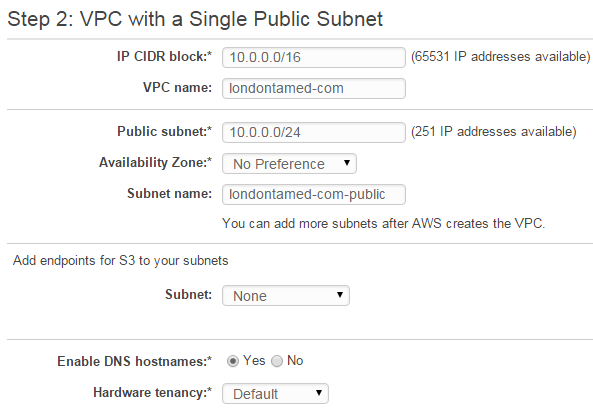 Step 2: VPC with a Single Public Subnet
IP CIDR block:* 10.0.0.0/16 (65531 IP addresses available)
VPC name: londontamed-com
Public subnet:* 10.0.0.0/24 (251 IP addresses available)
Availability Zone:* No Preference
Subnet name: londontamed-com-public
You can add more subnets after AWS creates the VPC.
Add endpoints for S3 to your subnets
Subnet: None
Enable DNS hostnames:* Yes No
Hardware tenancy:* Default